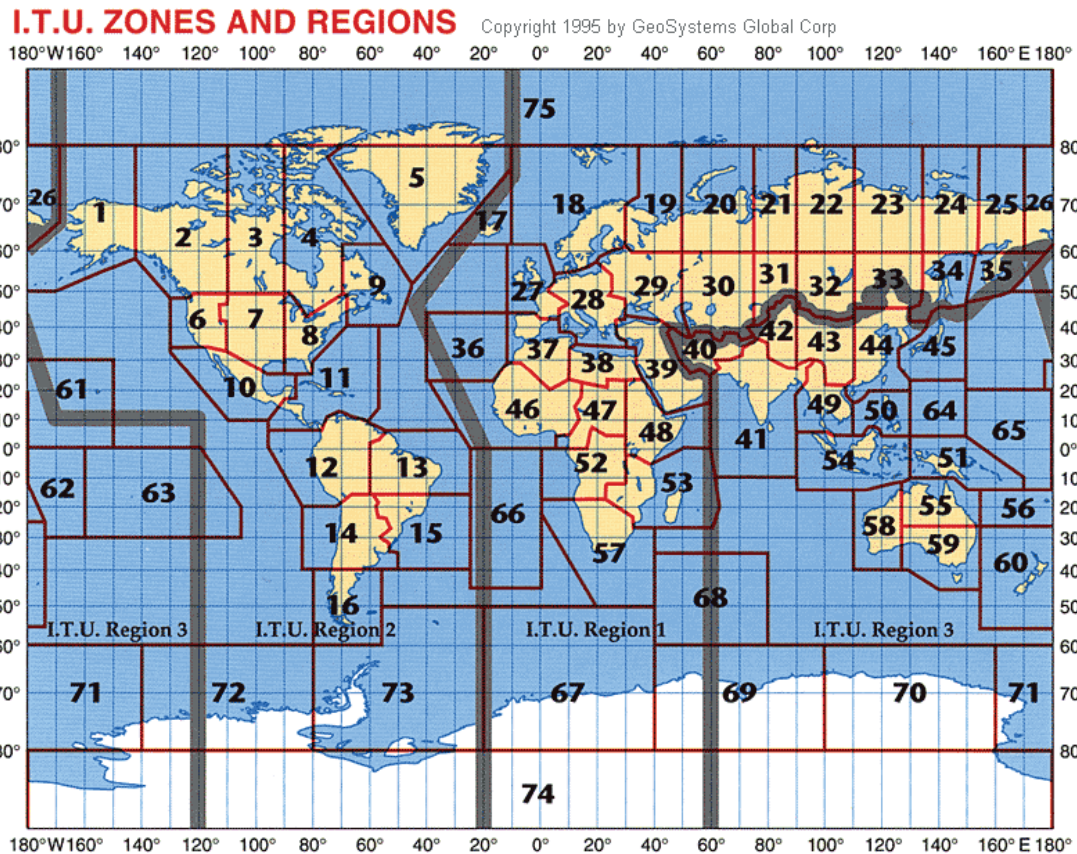 I.T.U. ZONES AND REGIONS Copyright 1995 by GeoSystems Global Corp
180°W 160° 140° 120° 100° 80° 60° 40° 20° 0° 20° 40° 60° 80° 100° 120° 140° 160° E 180°
75
80° 80
5
26 1 70° 17 18 19 20 21 22 23 24 25 26 70
2 3 4
60° 60
9 27 28 29 30 31 32 33 34 35
50° 50
6 7 8
40° 40
36 37 38 39 40 42 43 44 45
30° 30
61 10 11
20° 20
46 47 48 41 49 50 64 65
10° 10
0° 0
12 13 52 53 54 51
10° 10
62 63 66 55 56
20° 20
14 15 57 58 59 60
30° 30
40° 40
16 68
50° 50
I.T.U. Region 3 I.T.U. Region 2 I.T.U. Region 1 I.T.U. Region 3
60° 60
71 72 73 67 69 70 71
70° 70
80° 80
74
180°W 160° 140° 120° 100° 80° 60° 40° 20° 0° 20° 40° 60° 80° 100° 120° 140° 160° E 180°